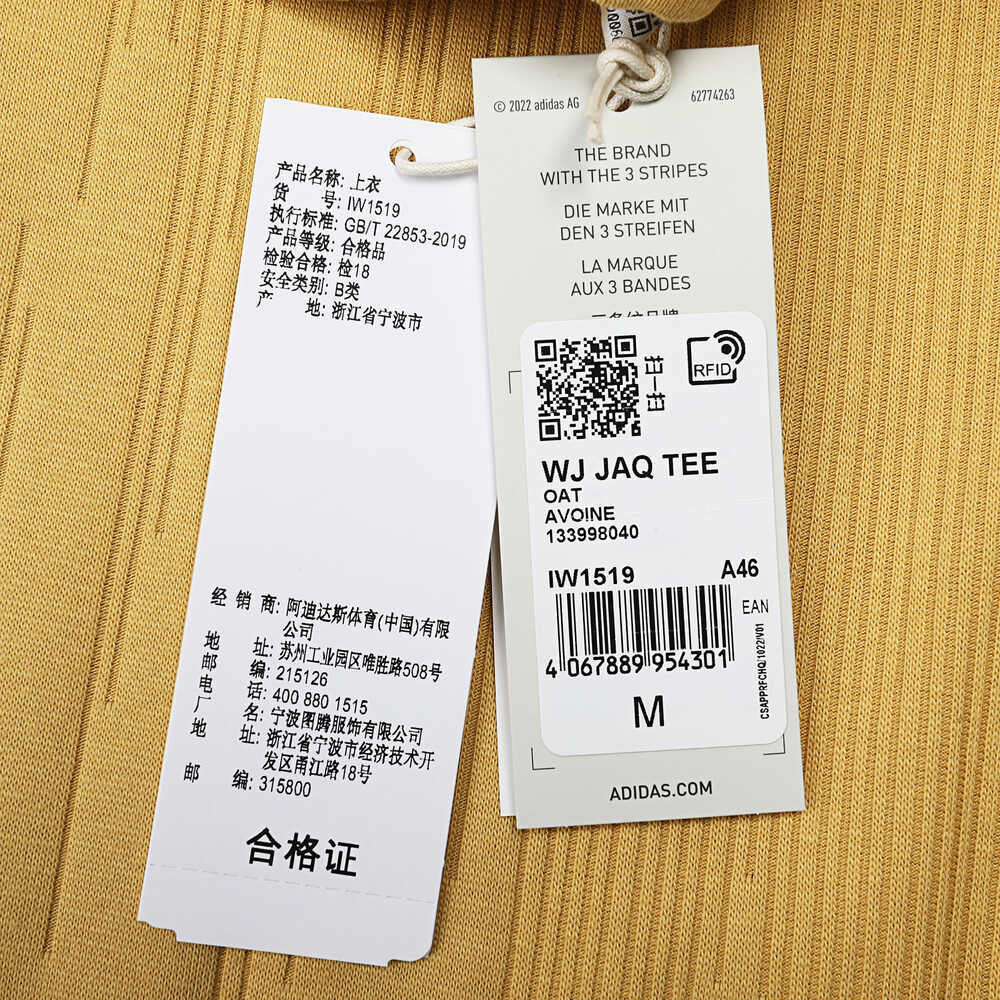 产品名称: 上衣
货 号: IW1519
执行标准: GB/T 22853-2019
产品等级: 合格品
检验合格: 检18
安全类别: B类
产 地: 浙江省宁波市
经 销 商: 阿迪达斯体育(中国)有限
公司
地 址: 苏州工业园区唯胜路508号
邮 编: 215126
电 话: 400 880 1515
厂 名: 宁波图腾服饰有限公司
地 址: 浙江省宁波市经济技术开
发区甬江路18号
邮 编: 315800
合格证
© 2022 adidas AG
62774263
THE BRAND
WITH THE 3 STRIPES
DIE MARKE MIT
DEN 3 STREIFEN
LA MARQUE
AUX 3 BANDES
扫一扫
RFID
WJ JAQ TEE
OAT
AVOINE
133998040
IW1519 A46
EAN
4 067889 954301
CSAPPRFCHQ/1022/V01
M
ADIDAS.COM